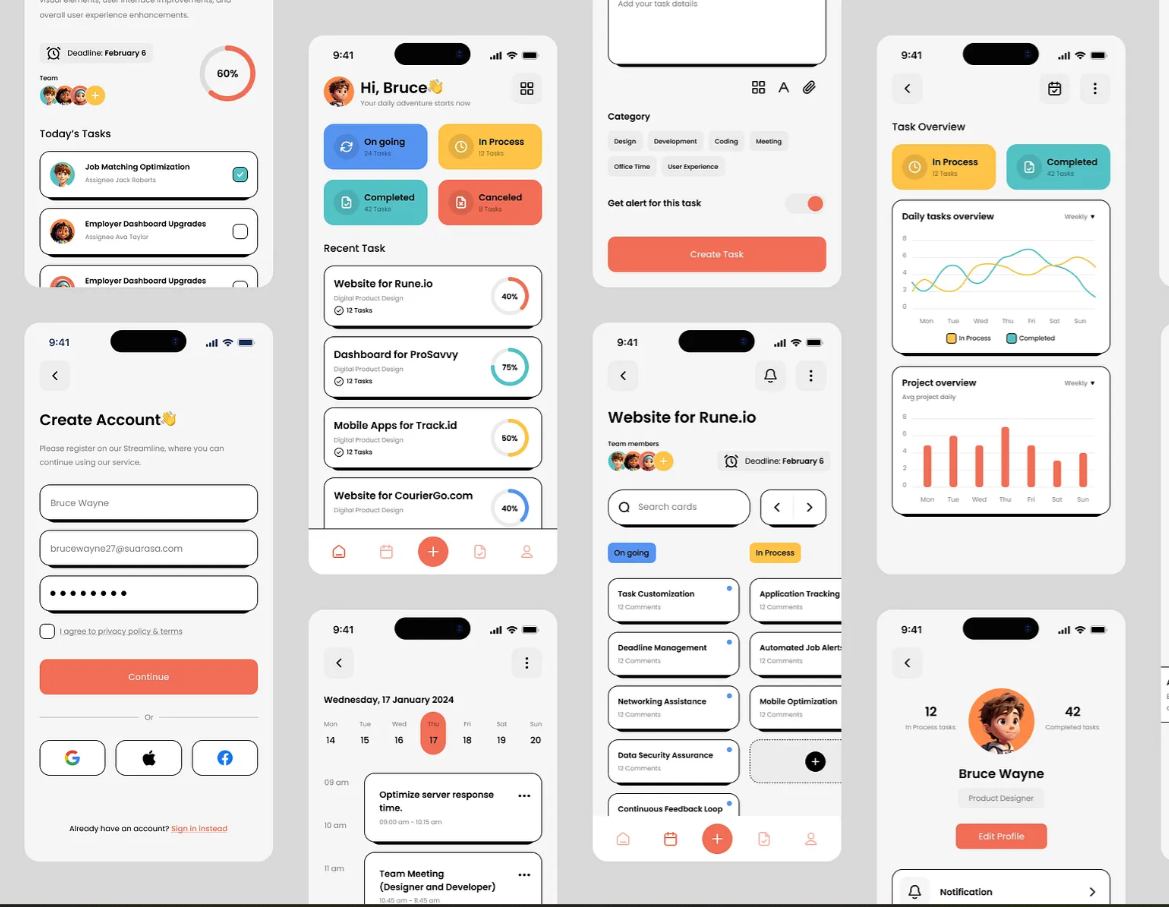 visual elements, user interface improvements, and
overall user experience enhancements.
Deadline: February 6
60%
Team
+
Today's Tasks
Job Matching Optimization
Assignee Jack Roberts
Employer Dashboard Upgrades
Assignee Ava Taylor
Employer Dashboard Upgrades
9:41
Create Account👋
Please register on our Streamline, where you can
continue using our service.
Bruce Wayne
brucewayne27@suarasa.com
I agree to privacy policy & terms
Continue
Or
Already have an account? Sign in instead
9:41
Hi, Bruce👋
Your daily adventure starts now
On going
24 Tasks
In Process
12 Tasks
Completed
42 Tasks
Canceled
8 Tasks
Recent Task
Website for Rune.io
Digital Product Design
12 Tasks
40%
Dashboard for ProSavvy
Digital Product Design
12 Tasks
75%
Mobile Apps for Track.id
Digital Product Design
12 Tasks
50%
Website for CourierGo.com
Digital Product Design
40%
+
9:41
Wednesday, 17 January 2024
Mon Tue Wed Thu Fri Sat Sun
14 15 16 17 18 19 20
09 am
Optimize server response
time.
09.00 am - 10.15 am
10 am
11 am
Team Meeting
(Designer and Developer)
10.45 am - 8.45 am
Add your task details
A
Category
Design Development Coding Meeting
Office Time User Experience
Get alert for this task
Create Task
9:41
Website for Rune.io
Team members
+
Deadline: February 6
Search cards
On going
In Process
Task Customization
12 Comments
Application Tracking
12 Comments
Deadline Management
12 Comments
Automated Job Alerts
12 Comments
Networking Assistance
12 Comments
Mobile Optimization
12 Comments
Data Security Assurance
12 Comments
+
Continuous Feedback Loop
+
9:41
Task Overview
In Process
12 Tasks
Completed
42 Tasks
Daily tasks overview
Weekly
8
6
4
2
0
Mon Tue Wed Thu Fri Sat Sun
In Process Completed
Project overview
Weekly
Avg project daily
8
6
4
2
0
Mon Tue Wed Thu Fri Sat Sun
9:41
12
In Process tasks
42
Completed tasks
Bruce Wayne
Product Designer
Edit Profile
Notification